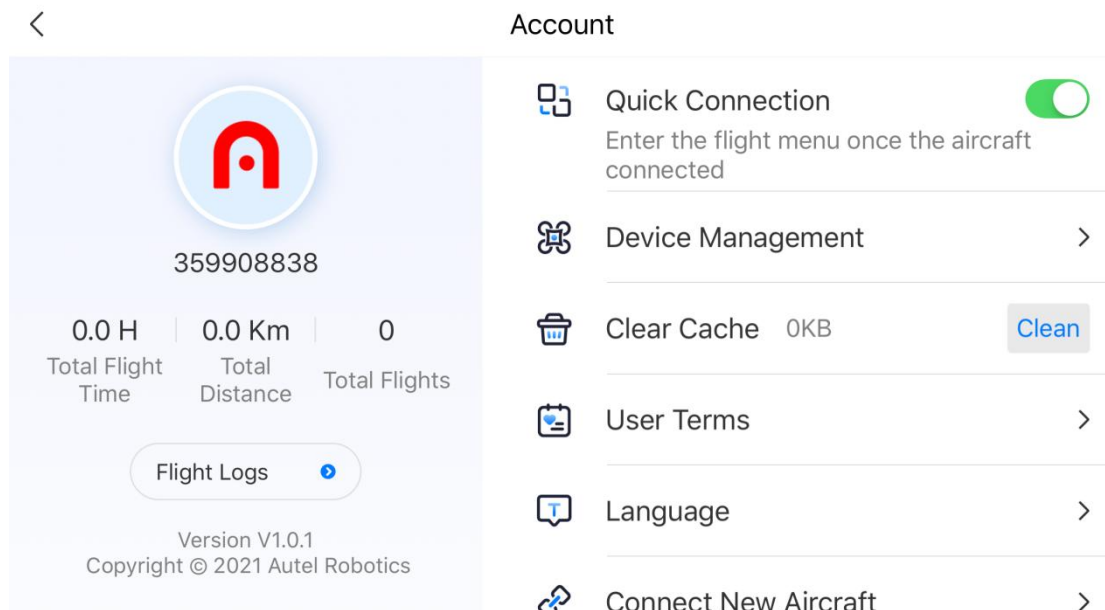 Account
359908838
0.0 H
0.0 Km
0
Total Flight
Time
Total
Distance
Total Flights
Flight Logs
Version V1.0.1
Copyright © 2021 Autel Robotics
Quick Connection
Enter the flight menu once the aircraft
connected
Device Management
Clear Cache 0KB Clean
User Terms
Language
Connect New Aircraft